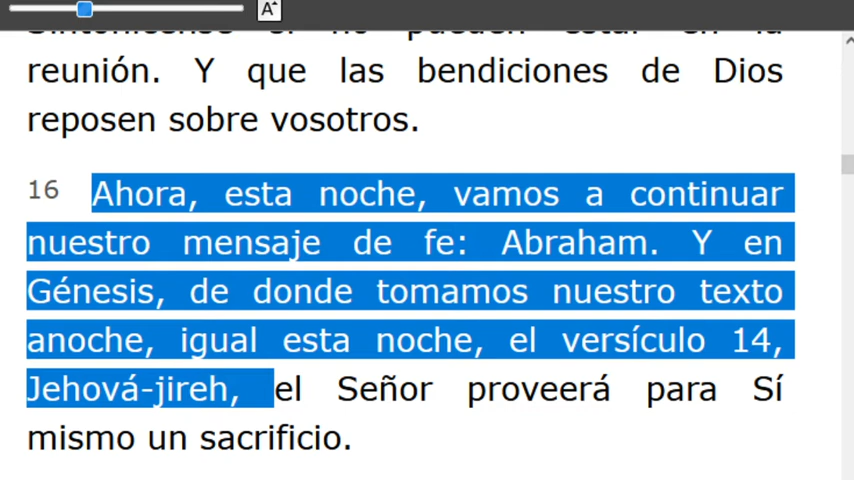 A
reunión. Y que las bendiciones de Dios
reposen sobre vosotros.
16 Ahora, esta noche, vamos a continuar
nuestro mensaje de fe: Abraham. Y en
Génesis, de donde tomamos nuestro texto
anoche, igual esta noche, el versículo 14,
Jehová-jireh, el Señor proveerá para Sí
mismo un sacrificio.